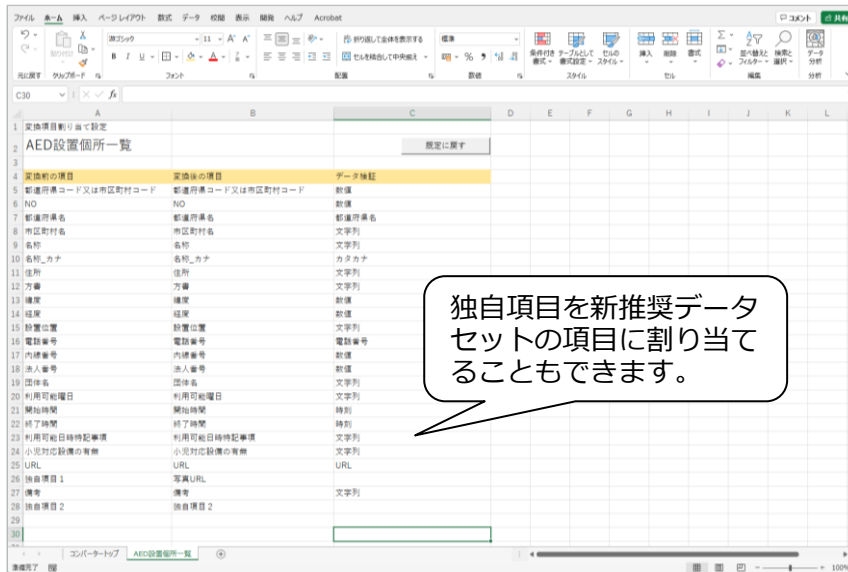 ファイル ホーム 挿入 ページレイアウト 数式 データ 校閲 表示 開発 ヘルプ Acrobat コメント 共有
貼り付け 游ゴシック 11 A^ A˅ 折り返して全体を表示する 標準
B I U A セルを結合して中央揃え % 9 条件付き書式 テーブルとして書式設定 セルのスタイル 挿入 削除 書式 並べ替えとフィルター 検索と選択 データ分析
元に戻す クリップボード フォント 配置 数値 スタイル セル 編集 分析
C30 fx
A B C D E F G H I J K L
1 変換項目割り当て設定
2 AED設置個所一覧 既定に戻す
3
4 変換前の項目 変換後の項目 データ検証
5 都道府県コード又は市区町村コード 都道府県コード又は市区町村コード 数値
6 NO NO 数値
7 都道府県名 都道府県名 都道府県名
8 市区町村名 市区町村名 文字列
9 名称 名称 文字列
10 名称_カナ 名称_カナ カタカナ
11 住所 住所 文字列
12 方書 方書 文字列
13 緯度 緯度 数値
14 経度 経度 数値
15 設置位置 設置位置 文字列
16 電話番号 電話番号 電話番号
17 内線番号 内線番号 数値
18 法人番号 法人番号 数値
19 団体名 団体名 文字列
20 利用可能曜日 利用可能曜日 文字列
21 開始時間 開始時間 時刻
22 終了時間 終了時間 時刻
23 利用可能日時特記事項 利用可能日時特記事項 文字列
24 小児対応設備の有無 小児対応設備の有無 文字列
25 URL URL URL
26 独自項目1 写真URL
27 備考 備考 文字列
28 独自項目2 独自項目2
29
30
独自項目を新推奨データ
セットの項目に割り当て
ることもできます。
コンバータートップ AED設置個所一覧
準備完了 100%